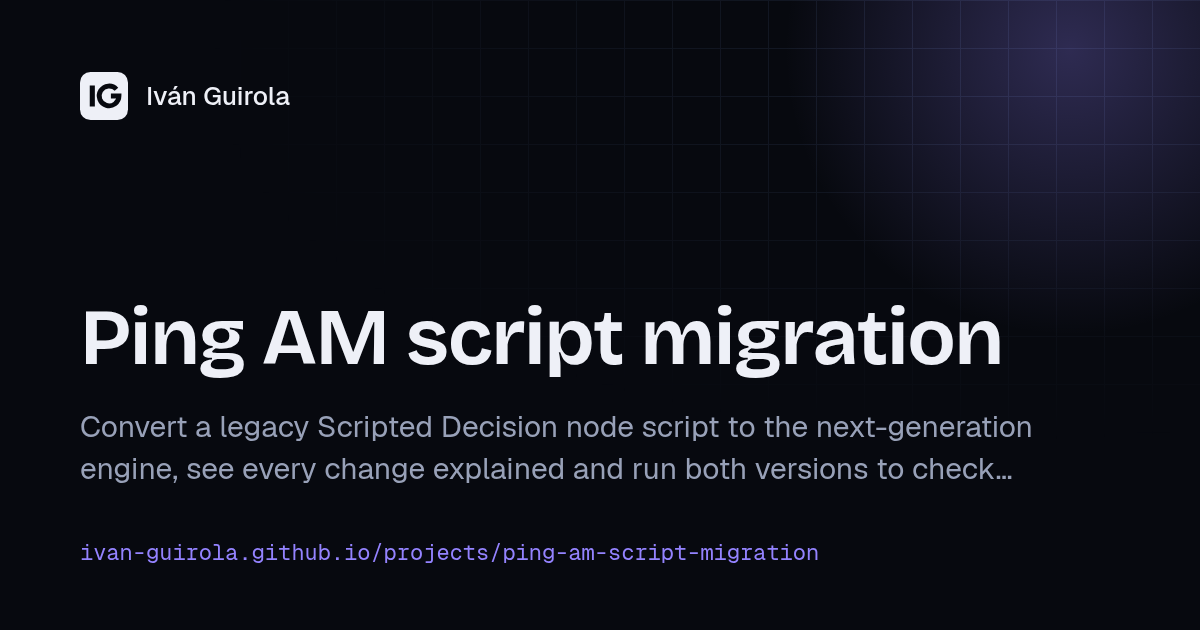 IG Iván Guirola
Ping AM script migration
Convert a legacy Scripted Decision node script to the next-generation
engine, see every change explained and run both versions to check…
ivan-guirola.github.io/projects/ping-am-script-migration